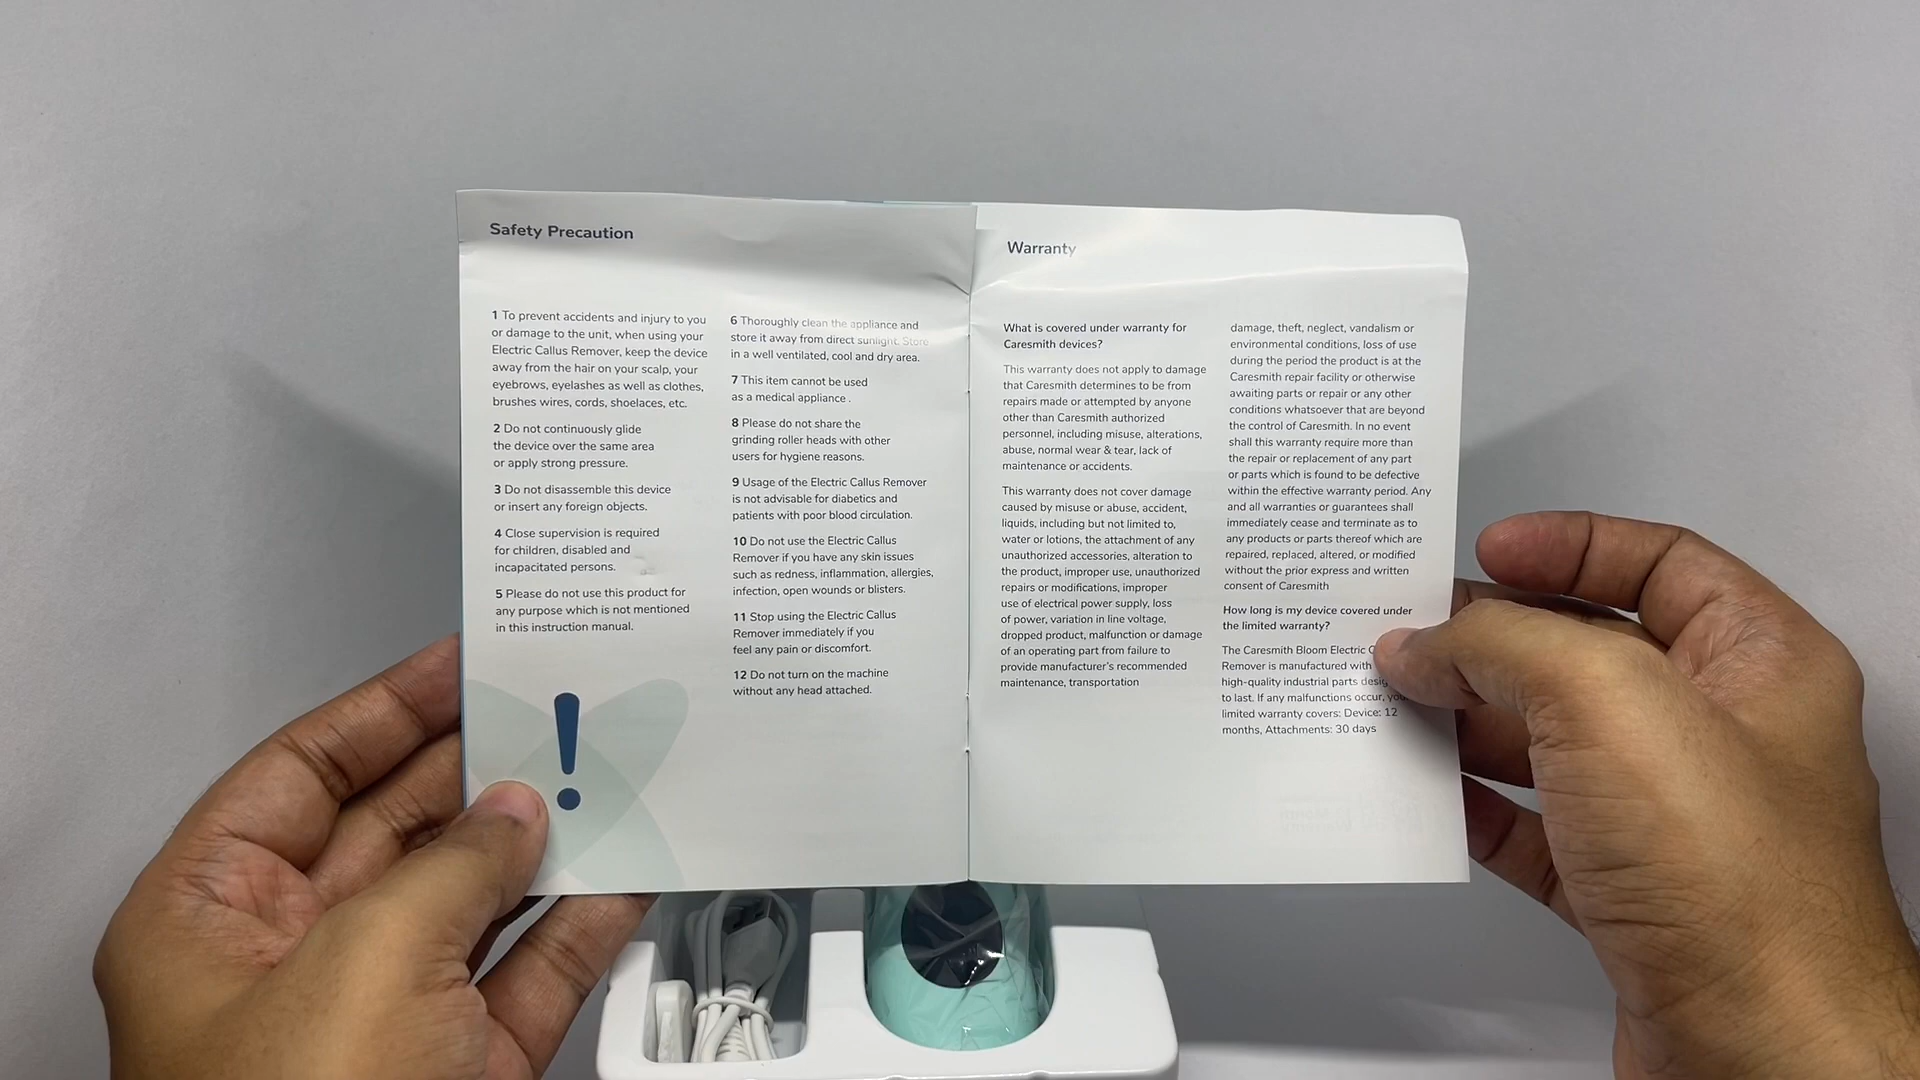 Safety Precaution
1 To prevent accidents and injury to you
or damage to the unit, when using your
Electric Callus Remover, keep the device
away from the hair on your scalp, your
eyebrows, eyelashes as well as clothes,
brushes wires, cords, shoelaces, etc.
2 Do not continuously glide
the device over the same area
or apply strong pressure.
3 Do not disassemble this device
or insert any foreign objects.
4 Close supervision is required
for children, disabled and
incapacitated persons.
5 Please do not use this product for
any purpose which is not mentioned
in this instruction manual.
6 Thoroughly clean the appliance and
store it away from direct sunlight. Store
in a well ventilated, cool and dry area.
7 This item cannot be used
as a medical appliance .
8 Please do not share the
grinding roller heads with other
users for hygiene reasons.
9 Usage of the Electric Callus Remover
is not advisable for diabetics and
patients with poor blood circulation.
10 Do not use the Electric Callus
Remover if you have any skin issues
such as redness, inflammation, allergies,
infection, open wounds or blisters.
11 Stop using the Electric Callus
Remover immediately if you
feel any pain or discomfort.
12 Do not turn on the machine
without any head attached.
Warranty
What is covered under warranty for
Caresmith devices?
This warranty does not apply to damage
that Caresmith determines to be from
repairs made or attempted by anyone
other than Caresmith authorized
personnel, including misuse, alterations,
abuse, normal wear & tear, lack of
maintenance or accidents.
This warranty does not cover damage
caused by misuse or abuse, accident,
liquids, including but not limited to,
water or lotions, the attachment of any
unauthorized accessories, alteration to
the product, improper use, unauthorized
repairs or modifications, improper
use of electrical power supply, loss
of power, variation in line voltage,
dropped product, malfunction or damage
of an operating part from failure to
provide manufacturer's recommended
maintenance, transportation
damage, theft, neglect, vandalism or
environmental conditions, loss of use
during the period the product is at the
Caresmith repair facility or otherwise
awaiting parts or repair or any other
conditions whatsoever that are beyond
the control of Caresmith. In no event
shall this warranty require more than
the repair or replacement of any part
or parts which is found to be defective
within the effective warranty period. Any
and all warranties or guarantees shall
immediately cease and terminate as to
any products or parts thereof which are
repaired, replaced, altered, or modified
without the prior express and written
consent of Caresmith
How long is my device covered under
the limited warranty?
The Caresmith Bloom Electric
Remover is manufactured with
high-quality industrial parts
to last. If any malfunctions occur,
limited warranty covers: Device: 12
months, Attachments: 30 days